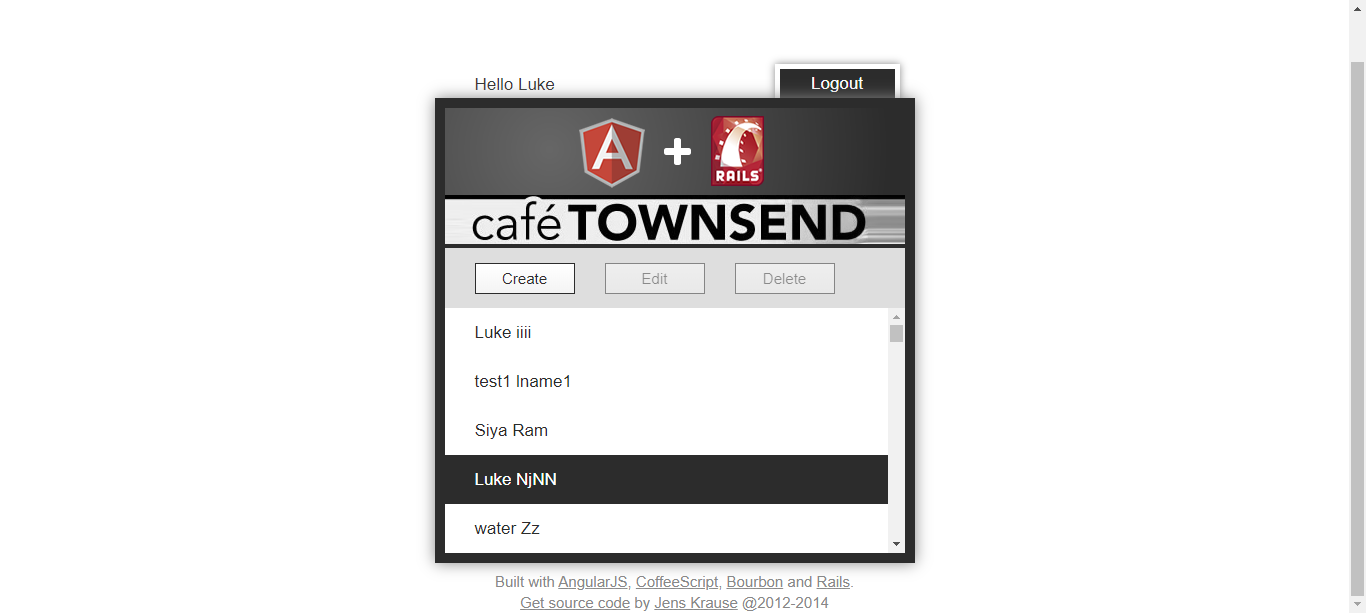 Hello Luke
Logout
A
RAILS
café TOWNSEND
Create
Edit
Delete
Luke iiii
test1 lname1
Siya Ram
Luke NjNN
water Zz
Built with AngularJS, CoffeeScript, Bourbon and Rails.
Get source code by Jens Krause @2012-2014